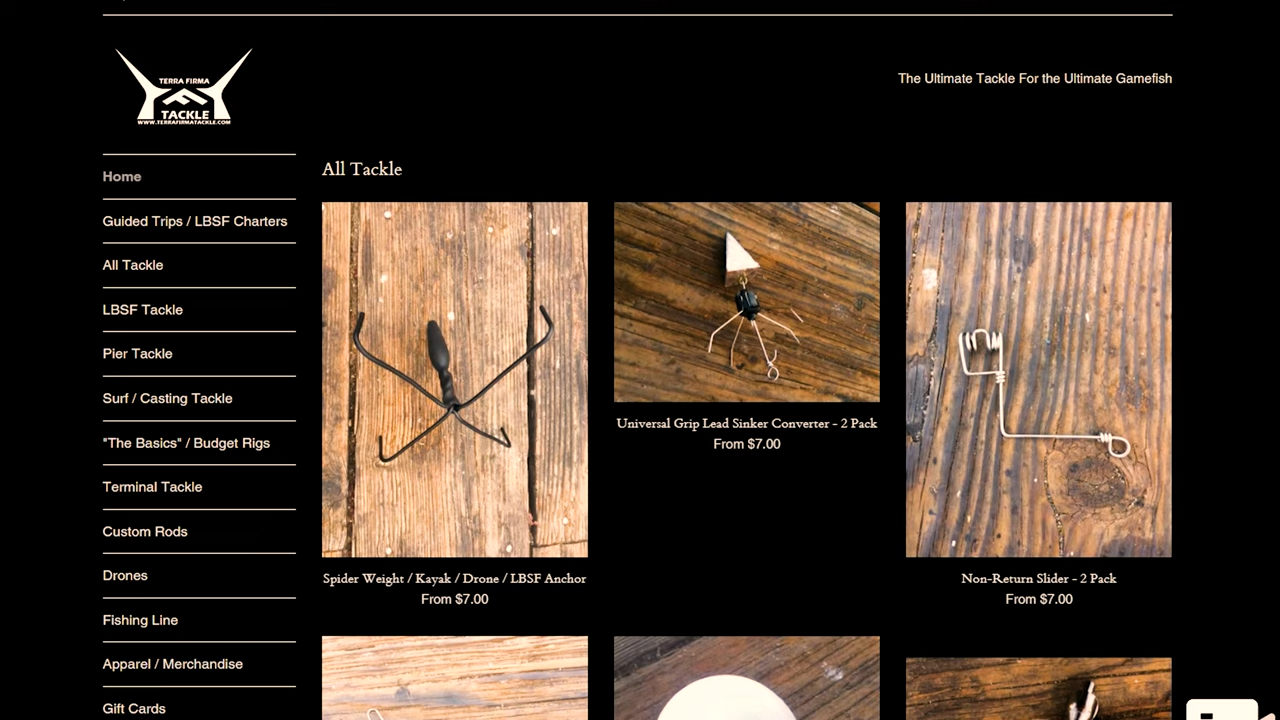 TERRA FIRMA
TACKLE
WWW.TERRAFIRMATACKLE.COM
The Ultimate Tackle For the Ultimate Gamefish
Home
Guided Trips / LBSF Charters
All Tackle
LBSF Tackle
Pier Tackle
Surf / Casting Tackle
"The Basics" / Budget Rigs
Terminal Tackle
Custom Rods
Drones
Fishing Line
Apparel / Merchandise
Gift Cards
All Tackle
Universal Grip Lead Sinker Converter - 2 Pack
From $7.00
Spider Weight / Kayak / Drone / LBSF Anchor
From $7.00
Non-Return Slider - 2 Pack
From $7.00